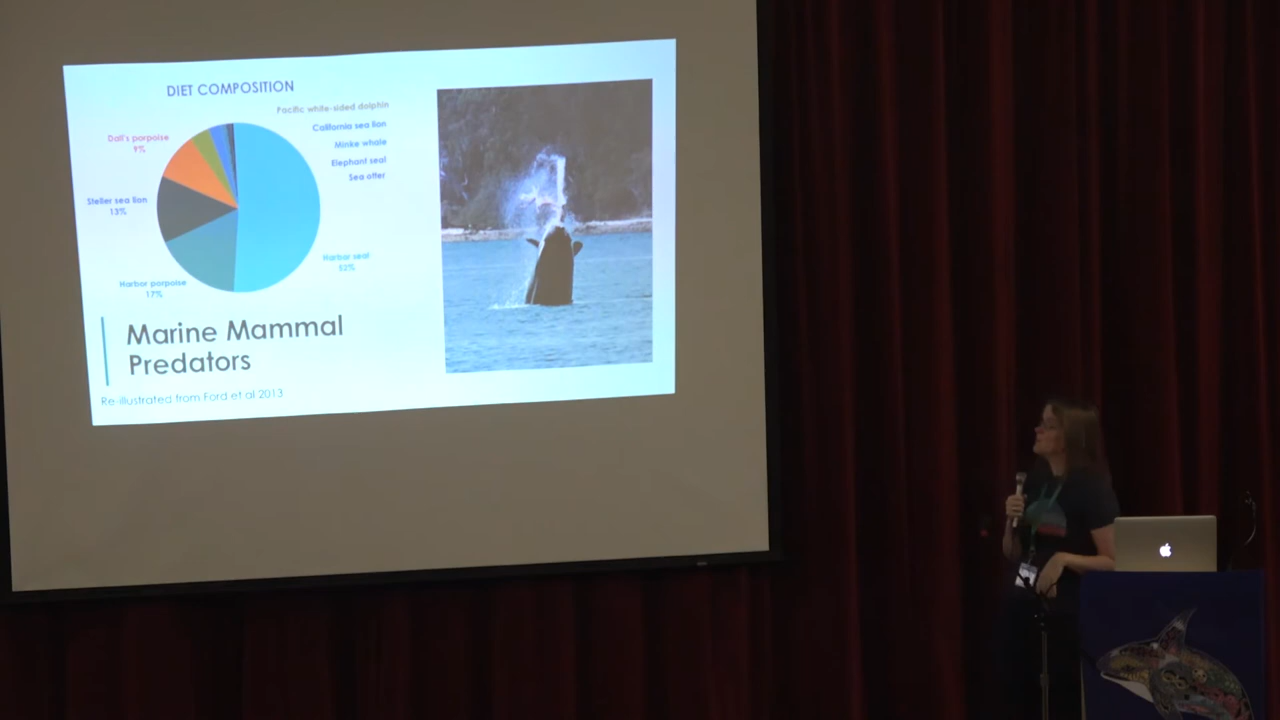 DIET COMPOSITION
Pacific white-sided dolphin
California sea lion
Minke whale
Elephant seal
Sea otter
Dall's porpoise
9%
Steller sea lion
13%
Harbor seal
52%
Harbor porpoise
17%
Marine Mammal
Predators
Re-illustrated from Ford et al 2013